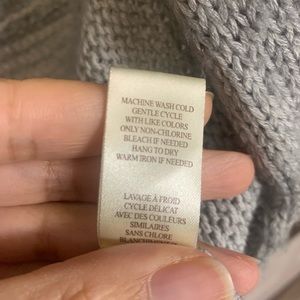 MACHINE WASH COLD
GENTLE CYCLE
WITH LIKE COLORS
ONLY NON-CHLORINE
BLEACH IF NEEDED
HANG TO DRY
WARM IRON IF NEEDED
LAVAGE À FROID
CYCLE DÉLICAT
AVEC DES COULEURS
SIMILAIRES
SANS CHLORE